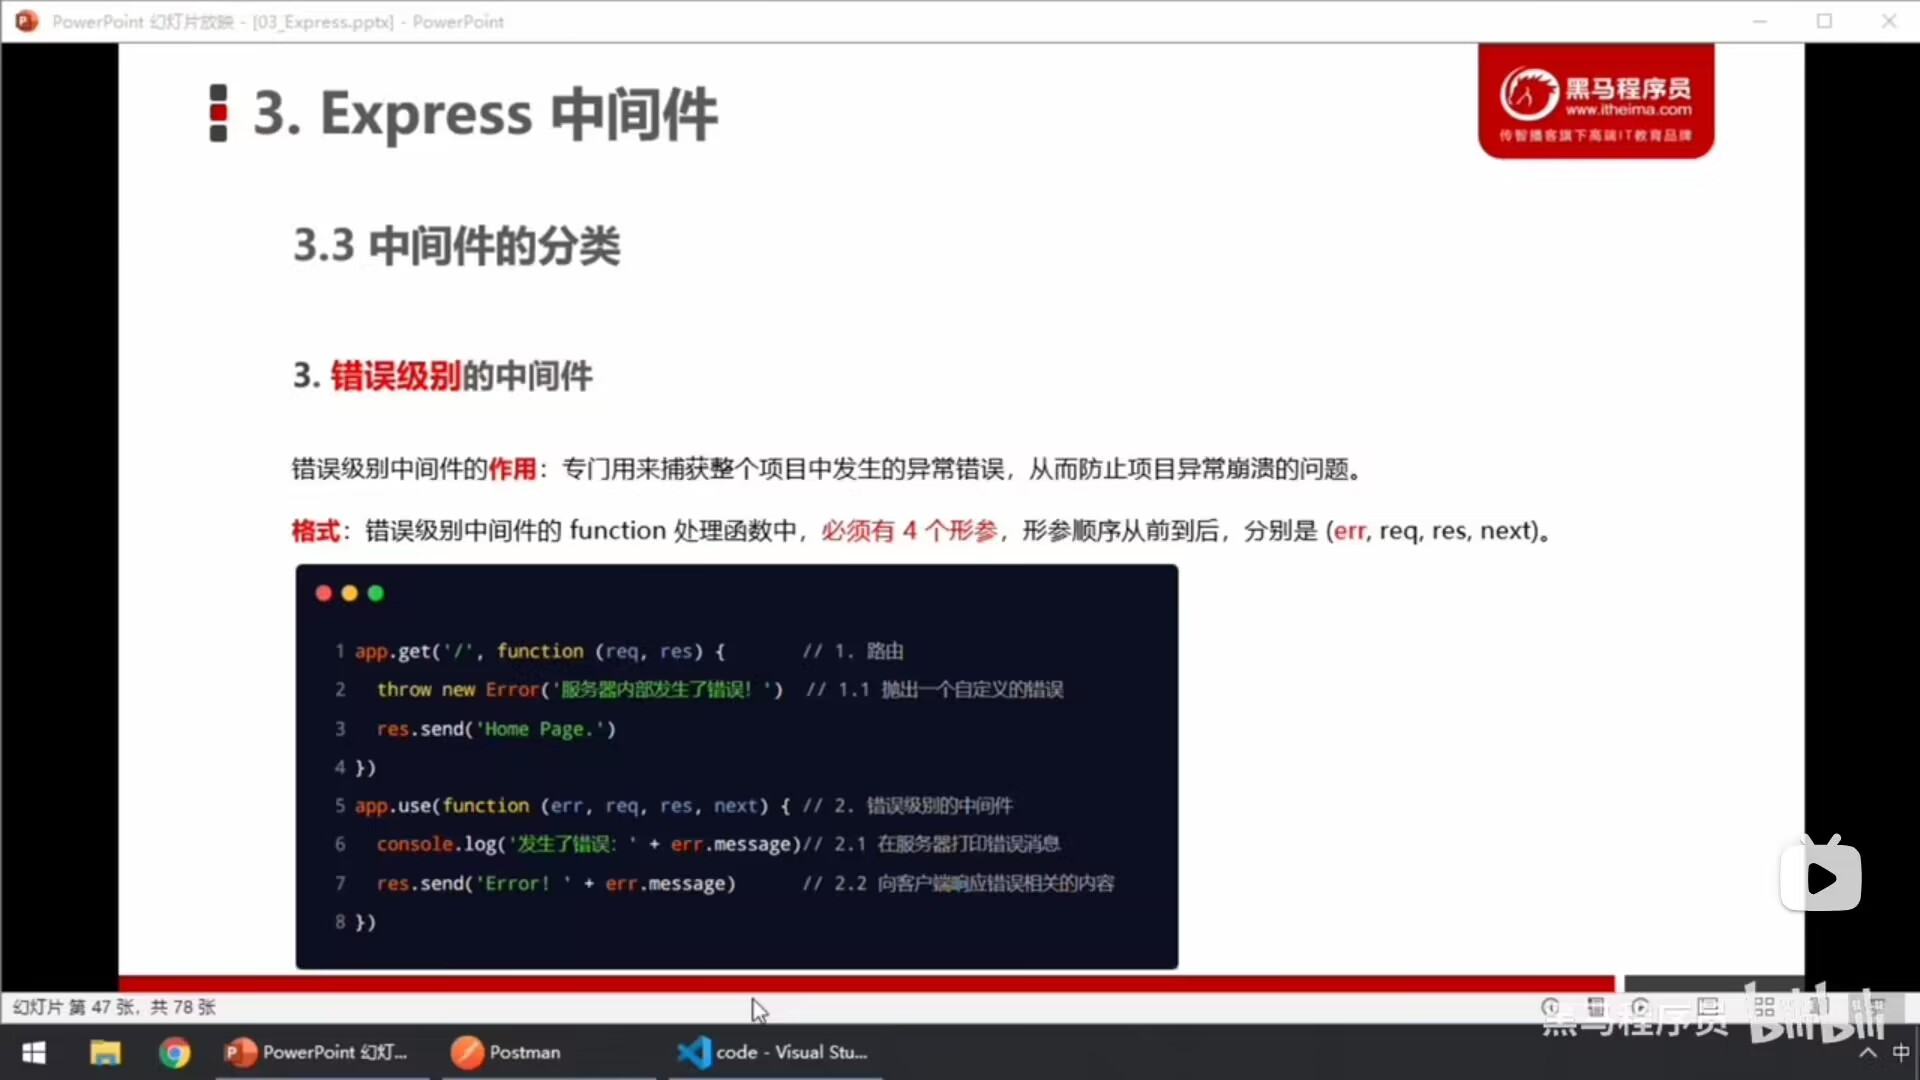 PowerPoint 幻灯片放映 - [03_Express.pptx] - PowerPoint
3. Express 中间件
黑马程序员
www.itheima.com
传智播客旗下高端IT教育品牌
3.3 中间件的分类
3. 错误级别的中间件
错误级别中间件的作用：专门用来捕获整个项目中发生的异常错误，从而防止项目异常崩溃的问题。
格式：错误级别中间件的 function 处理函数中，必须有 4 个形参，形参顺序从前到后，分别是 (err, req, res, next)。
1 app.get('/', function (req, res) { // 1. 路由
2 throw new Error('服务器内部发生了错误！') // 1.1 抛出一个自定义的错误
3 res.send('Home Page.')
4 })
5 app.use(function (err, req, res, next) { // 2. 错误级别的中间件
6 console.log('发生了错误：' + err.message)// 2.1 在服务器打印错误消息
7 res.send('Error！' + err.message) // 2.2 向客户端响应错误相关的内容
8 })
幻灯片 第 47 张，共 78 张
黑马程序员 bilibili
PowerPoint 幻灯... Postman code - Visual Stu... 中